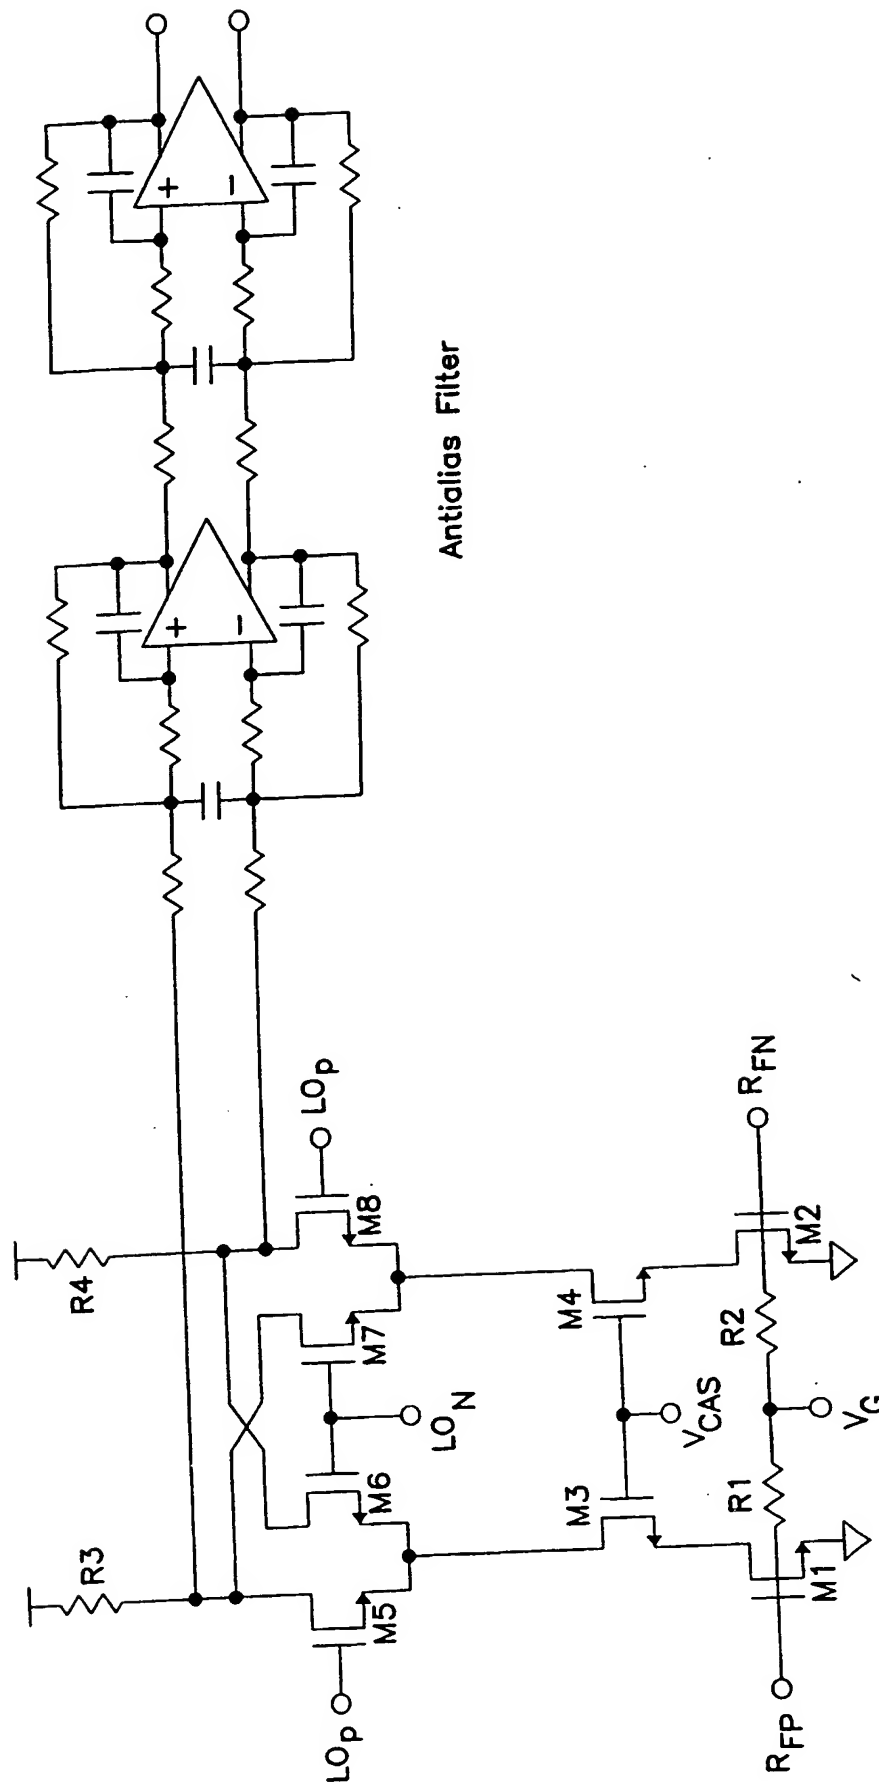 +
−
Antialias Filter
+
−
LOp
R4
M8
M7
LON
M6
R3
M5
LOp
RFN
M2
M4
R2
VCAS
VG
M3
R1
M1
RFP